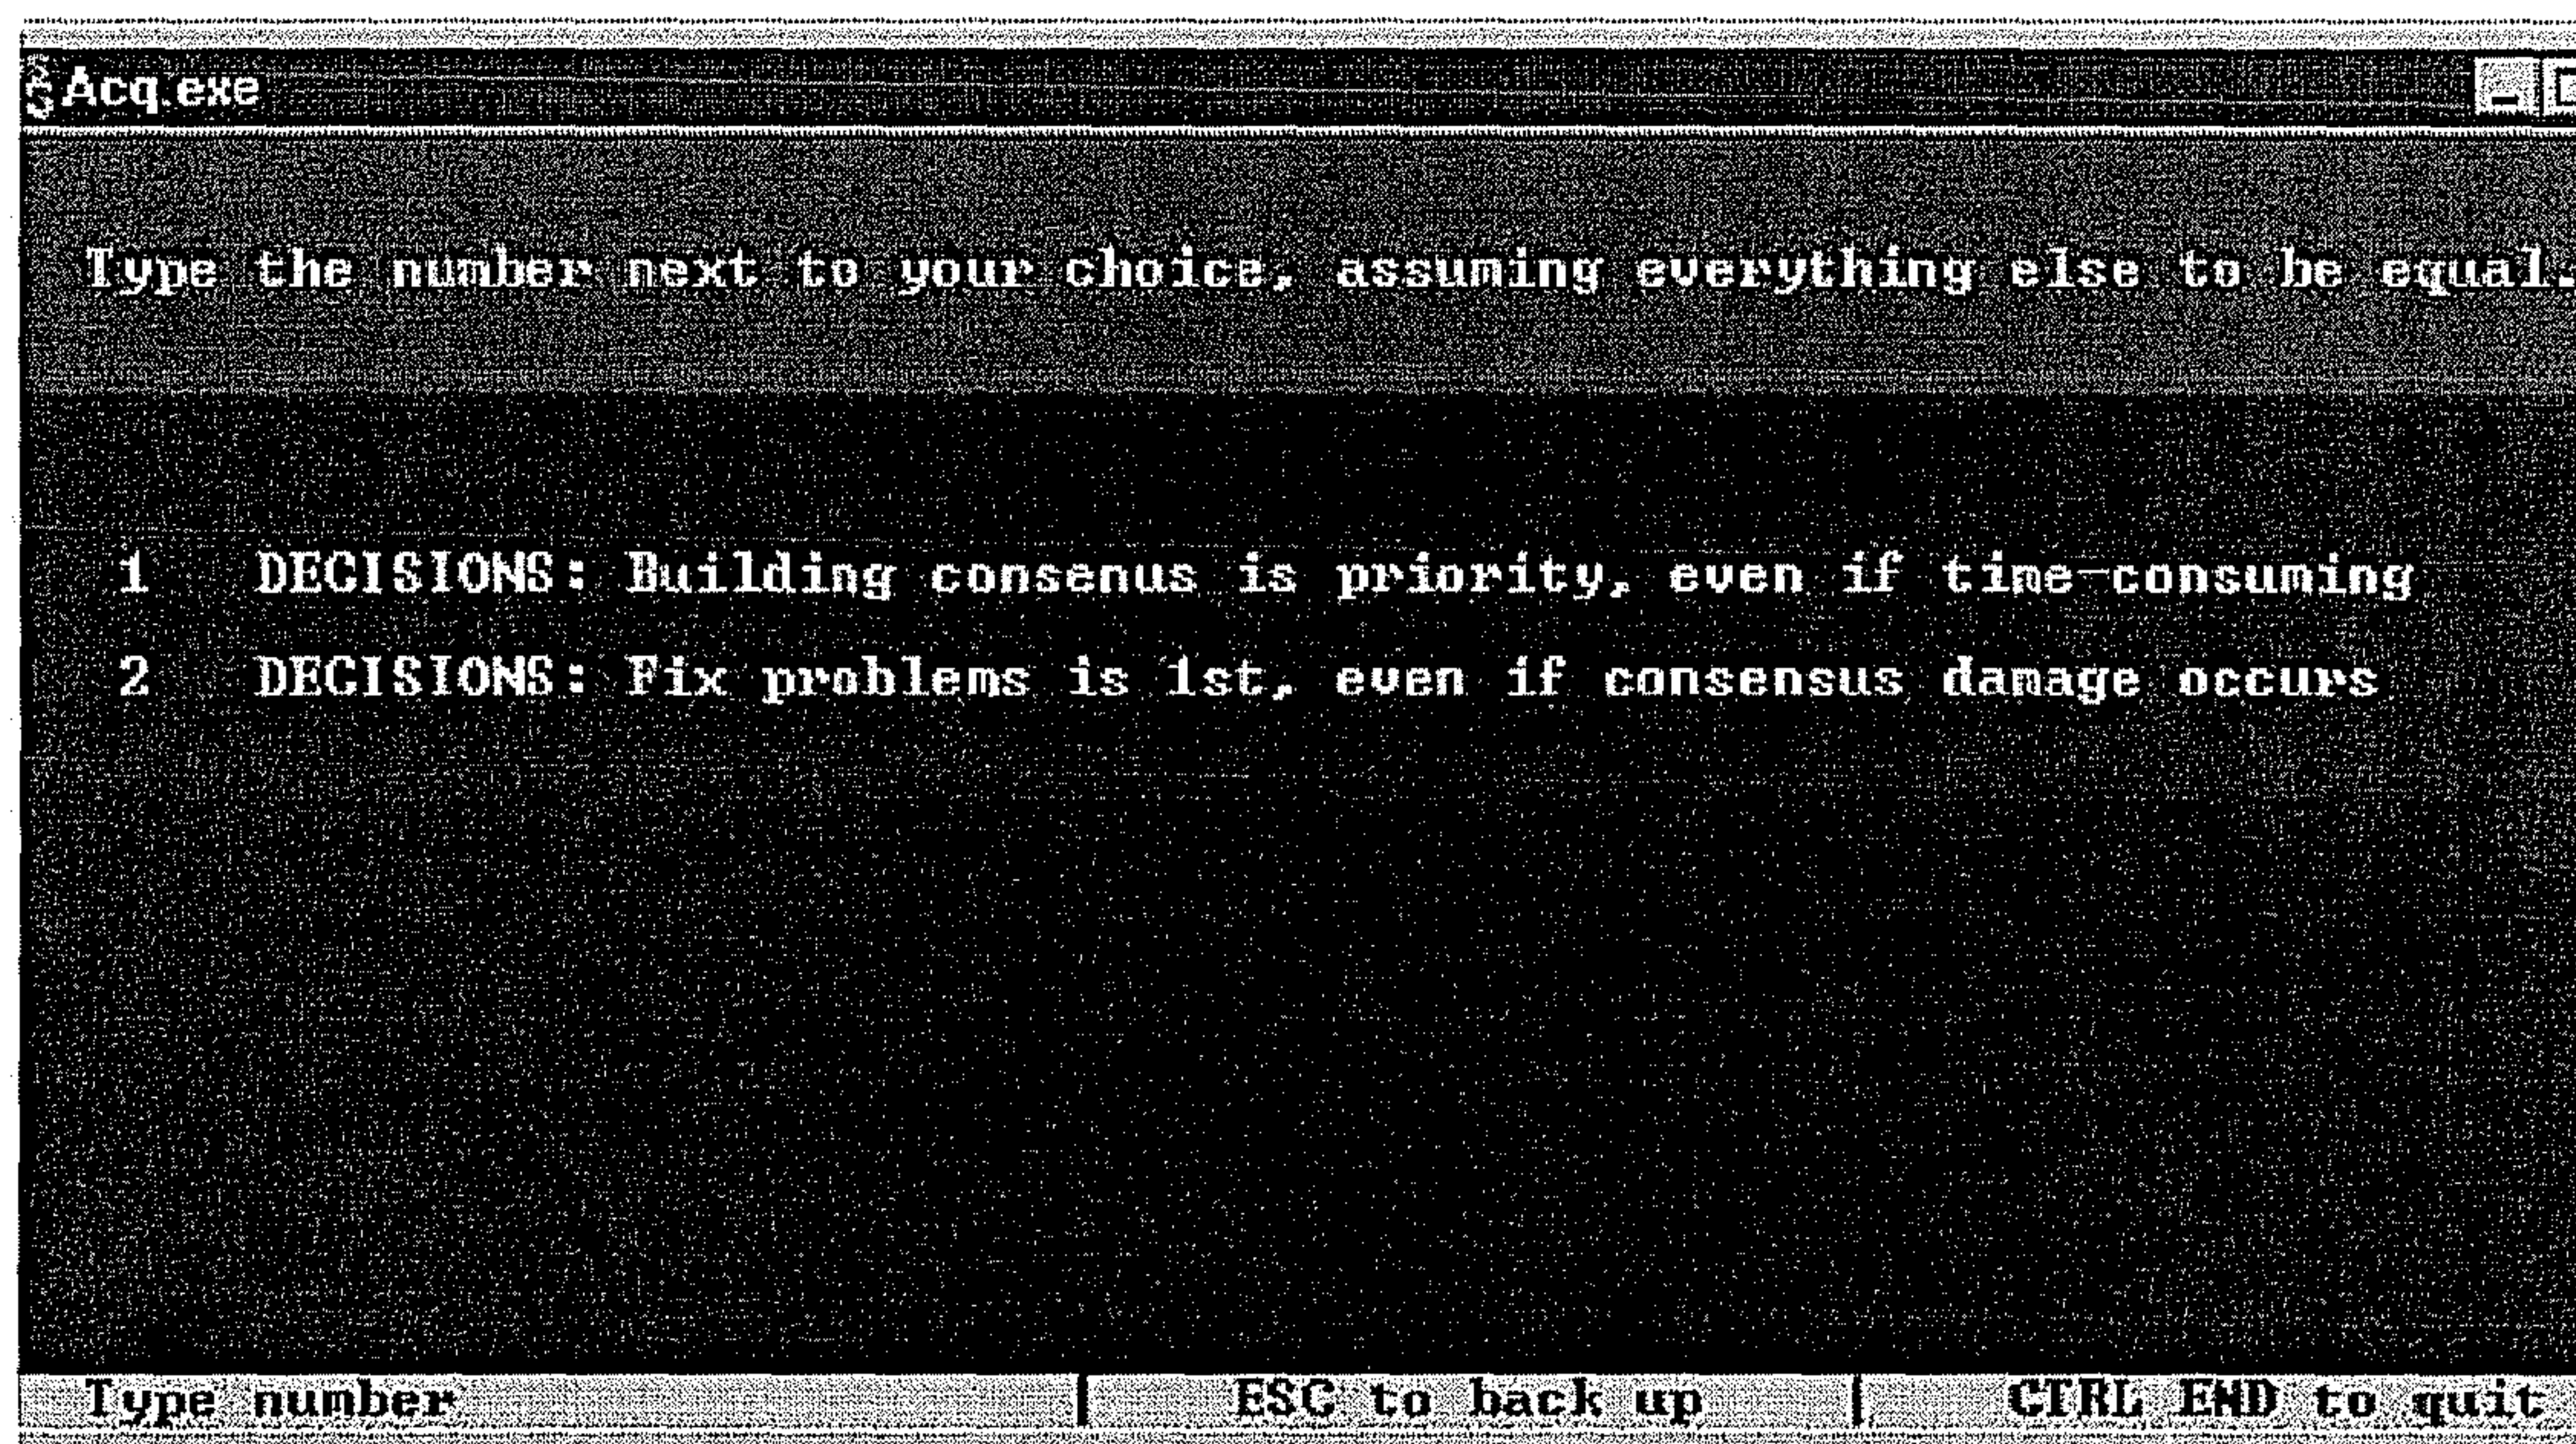 Acq.exe
Type the number next to your choice, assuming everything else to be equal.
1 DECISIONS: Building consenus is priority, even if time-consuming
2 DECISIONS: Fix problems is 1st, even if consensus damage occurs
Type number | ESC to back up | CTRL END to quit